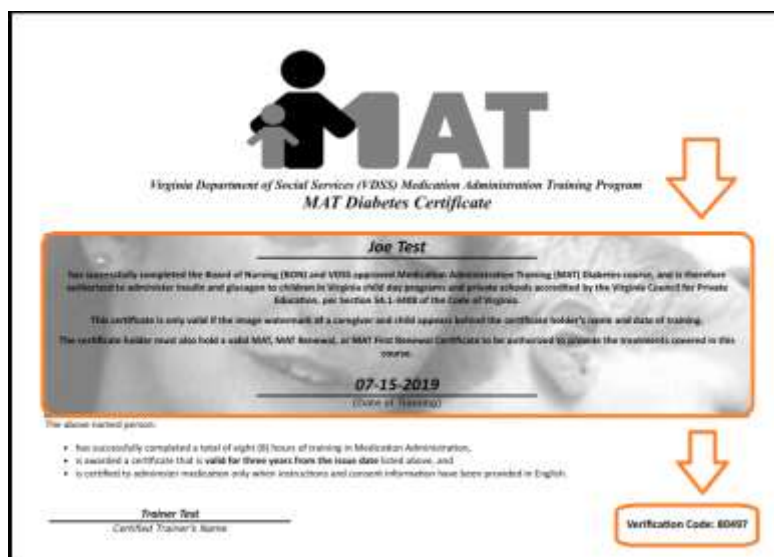 MAT
Virginia Department of Social Services (VDSS) Medication Administration Training Program
MAT Diabetes Certificate
Joe Test
has successfully completed the Board of Nursing (BON) and VDSS approved Medication Administration Training (MAT) Diabetes course, and is therefore
authorized to administer insulin and glucagon to children in Virginia child day programs and private schools accredited by the Virginia Council for Private
Education, per Section 54.1-3408 of the Code of Virginia.
This certificate is only valid if the image watermark of a caregiver and child appears behind the certificate holder's name and date of training.
The certificate holder must also hold a valid MAT, MAT Renewal, or MAT First Renewal Certificate to be authorized to provide the treatments covered in this
course.
07-15-2019
(Date of Training)
The above named person:
• has successfully completed a total of eight (8) hours of training in Medication Administration,
• is awarded a certificate that is valid for three years from the issue date listed above, and
• is certified to administer medication only when instructions and consent information have been provided in English.
Trainer Test
Certified Trainer's Name
Verification Code: 80497